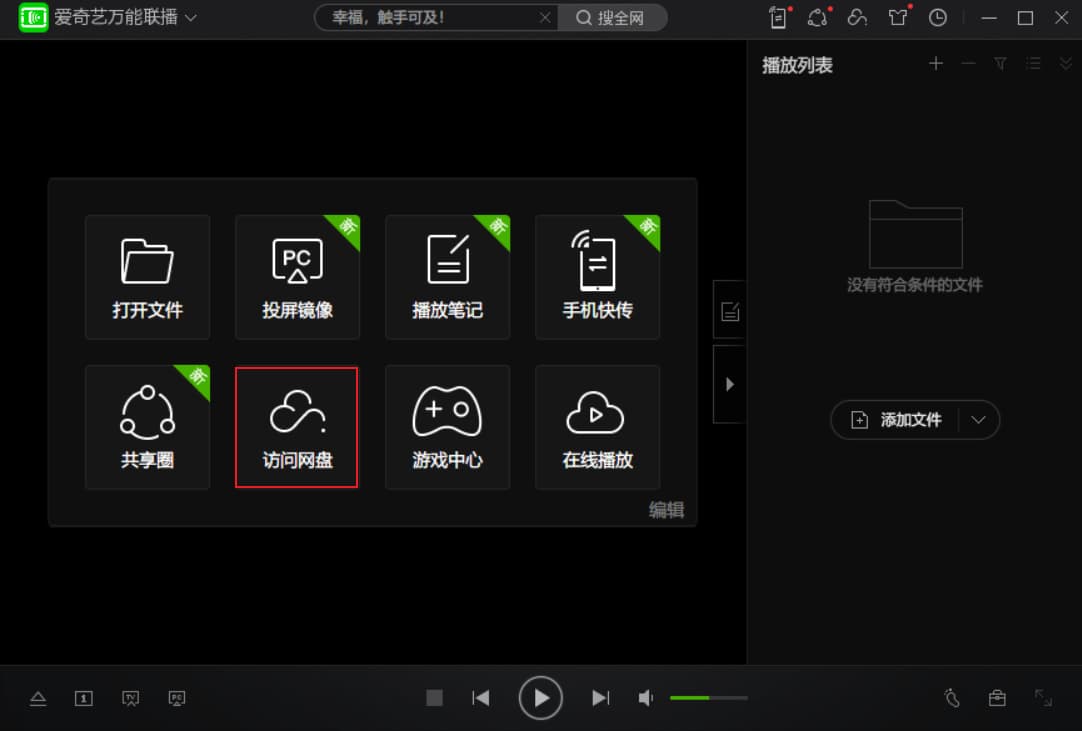 爱奇艺万能联播
幸福，触手可及！
搜全网
播放列表
新
新
新
PC
打开文件
投屏镜像
播放笔记
手机快传
没有符合条件的文件
新
共享圈
访问网盘
游戏中心
在线播放
添加文件
编辑
1
TV
PC